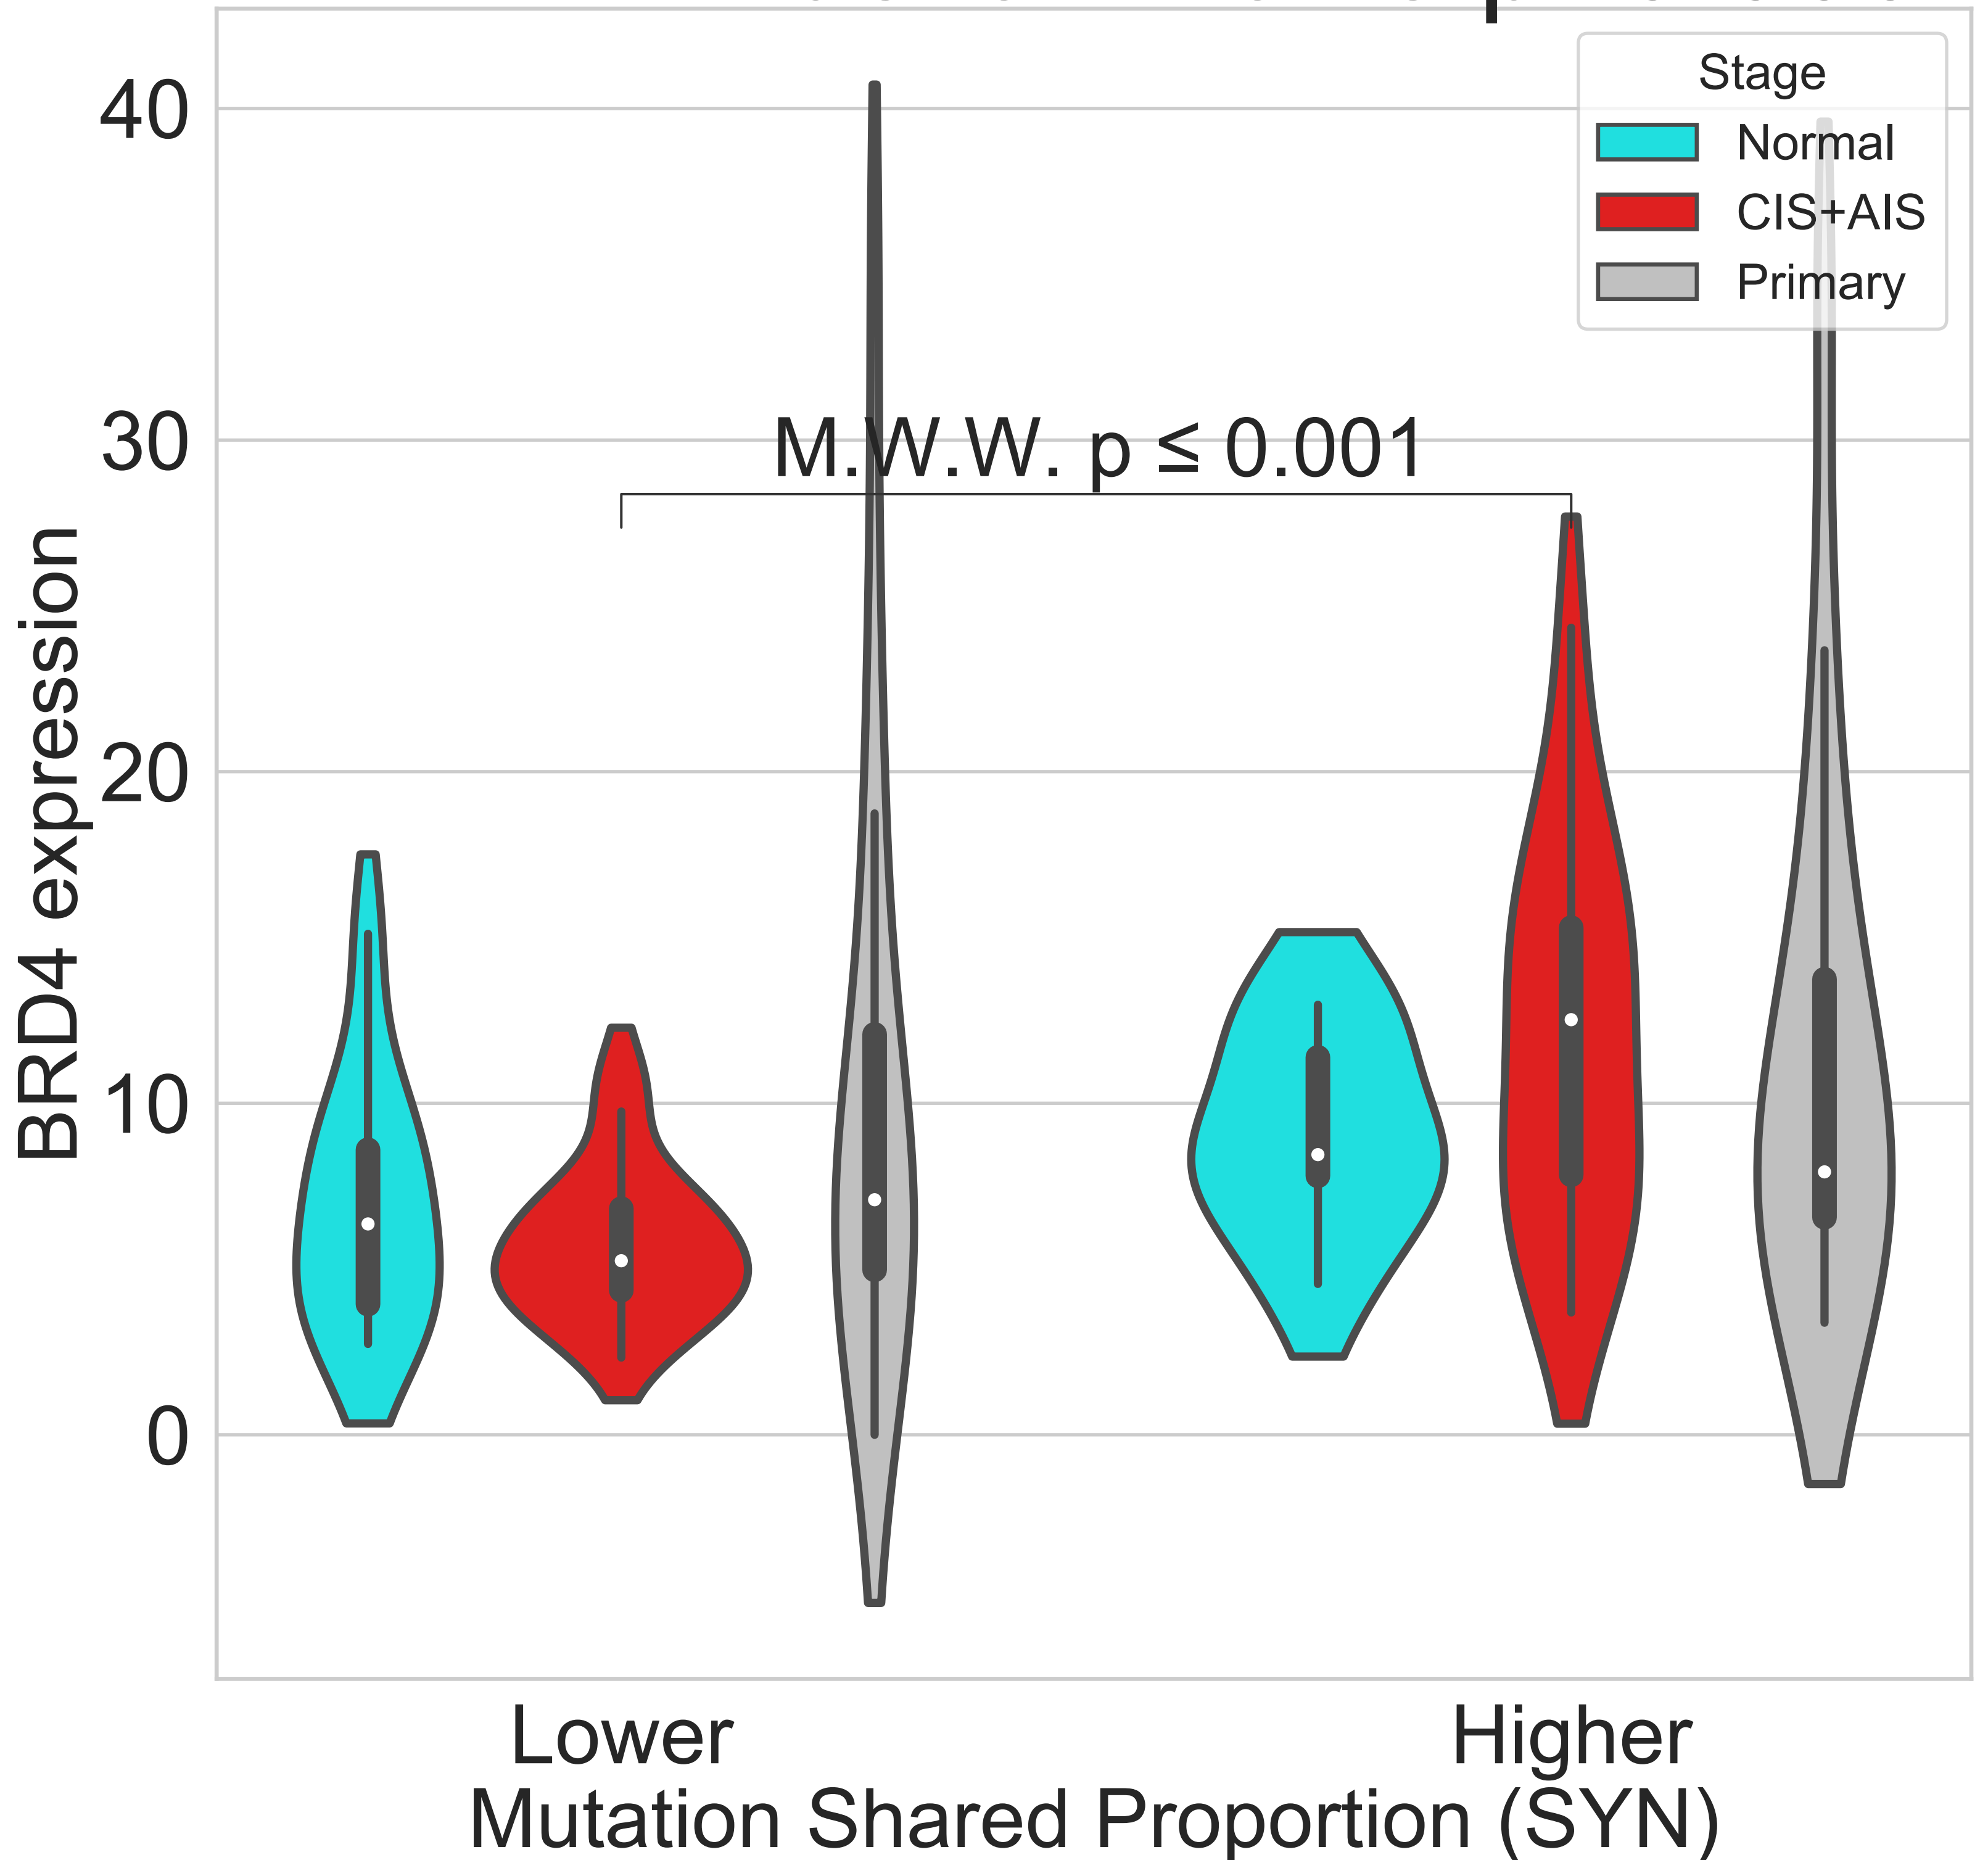 Stage
Normal
CIS+AIS
Primary
40
30
20
10
0
BRD4 expression
M.W.W. p ≤ 0.001
Lower
Higher
Mutation Shared Proportion (SYN)